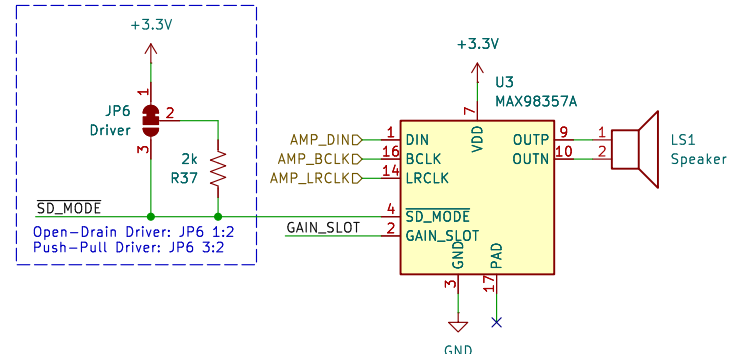 +3.3V
1
JP6
2
Driver
3
2k
R37
SD_MODE
Open-Drain Driver: JP6 1:2
Push-Pull Driver: JP6 3:2
+3.3V
U3
MAX98357A
7
VDD
AMP_DIN 1 DIN
AMP_BCLK 16 BCLK
AMP_LRCLK 14 LRCLK
4 SD_MODE
GAIN_SLOT 2 GAIN_SLOT
OUTP 9 1
OUTN 10 2
LS1
Speaker
GND PAD
3 17
GND